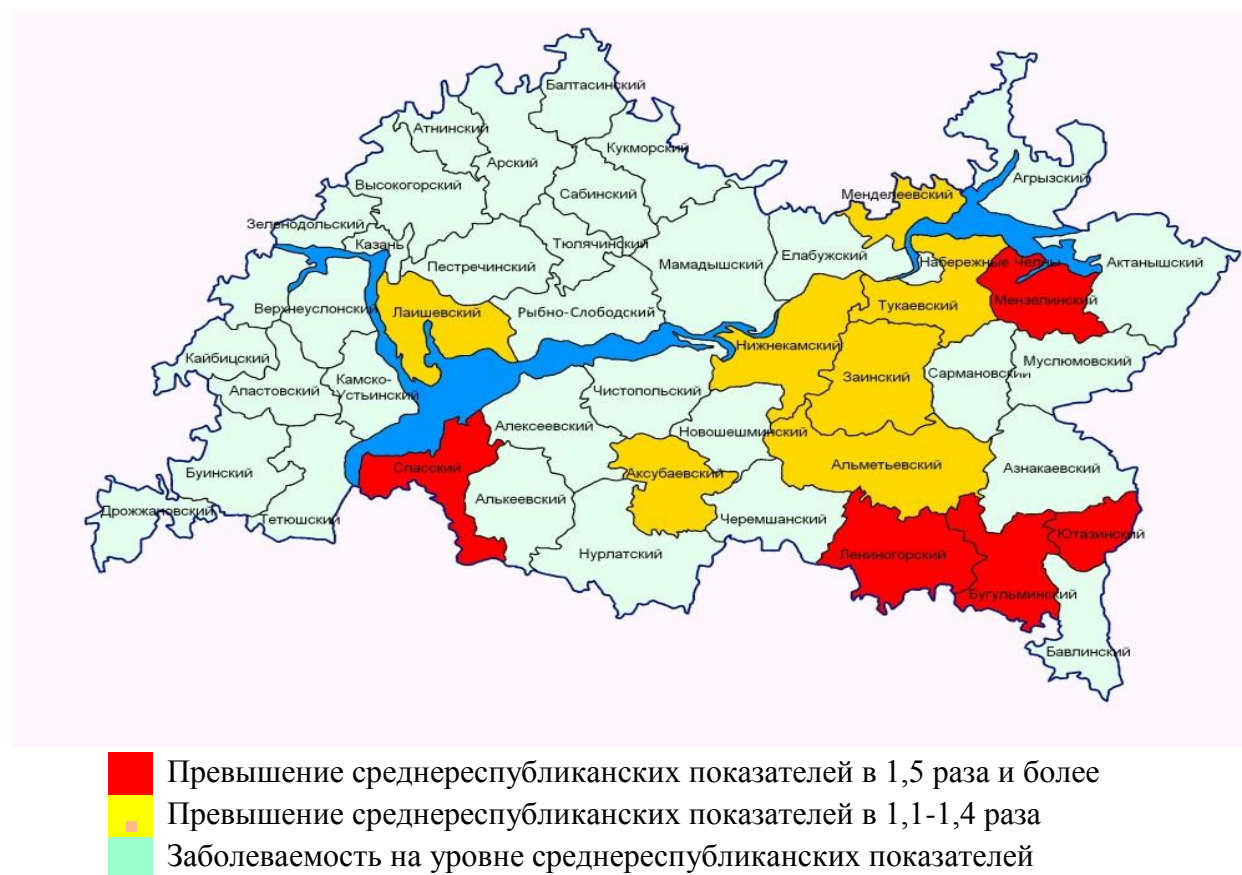 Балтасинский
Атнинский
Кукморский
Арский
Высокогорский
Сабинский
Агрызский
Менделеевский
Зеленодольский
Казань
Тюлячинский
Елабужский
Пестречинский
Мамадышский
Набережные Челны
Актанышский
Мензелинский
Верхнеуслонский
Лаишевский
Рыбно-Слободский
Тукаевский
Нижнекамский
Кайбицкий
Муслюмовский
Камско-
Устьинский
Заинский
Сармановский
Апастовский
Чистопольский
Алексеевский
Новошешминский
Буинский
Спасский
Аксубаевский
Альметьевский
Азнакаевский
Алькеевский
Дрожжановский
Тетюшский
Черемшанский
Ютазинский
Нурлатский
Лениногорский
Бугульминский
Бавлинский
Превышение среднереспубликанских показателей в 1,5 раза и более
Превышение среднереспубликанских показателей в 1,1-1,4 раза
Заболеваемость на уровне среднереспубликанских показателей